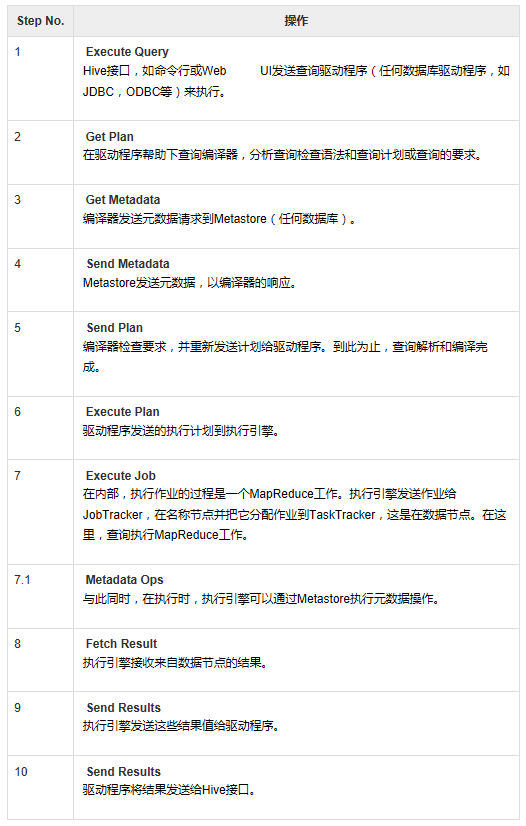 Step No. 操作
1 Execute Query
Hive接口，如命令行或Web UI发送查询驱动程序（任何数据库驱动程序，如
JDBC，ODBC等）来执行。
2 Get Plan
在驱动程序帮助下查询编译器，分析查询检查语法和查询计划或查询的要求。
3 Get Metadata
编译器发送元数据请求到Metastore（任何数据库）。
4 Send Metadata
Metastore发送元数据，以编译器的响应。
5 Send Plan
编译器检查要求，并重新发送计划给驱动程序。到此为止，查询解析和编译完
成。
6 Execute Plan
驱动程序发送的执行计划到执行引擎。
7 Execute Job
在内部，执行作业的过程是一个MapReduce工作。执行引擎发送作业给
JobTracker，在名称节点并把它分配作业到TaskTracker，这是在数据节点。在这
里，查询执行MapReduce工作。
7.1 Metadata Ops
与此同时，在执行时，执行引擎可以通过Metastore执行元数据操作。
8 Fetch Result
执行引擎接收来自数据节点的结果。
9 Send Results
执行引擎发送这些结果值给驱动程序。
10 Send Results
驱动程序将结果发送给Hive接口。